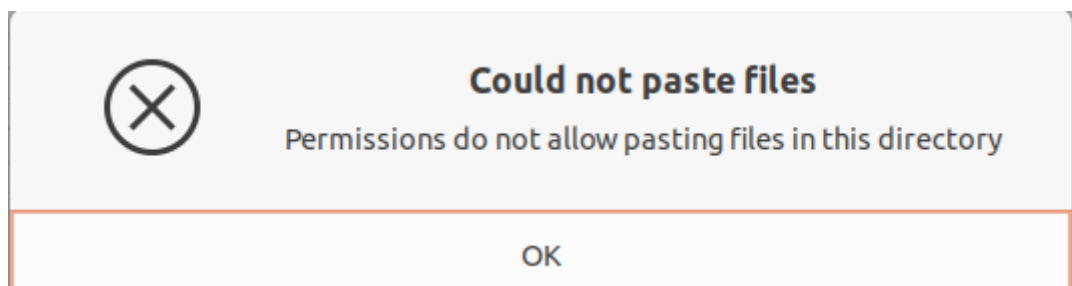 Could not paste files
Permissions do not allow pasting files in this directory
OK